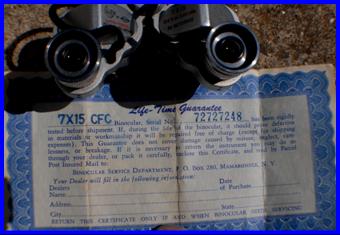 Life-Time Guarantee
7X15 CFC Binocular, Serial No. 72727248 has been rigidly
tested before shipment. If, during the life of the binocular, it should prove defective
in materials or workmanship it will be repaired free of charge (except for shipping
expenses). This Guarantee does not cover damage caused by misuse, neglect, care-
lessness, or breakage. If it is necessary to return the instrument you may do so
through your dealer, or pack it carefully, enclose this Certificate, and send by Parcel
Post Insured Mail to:
BINOCULAR SERVICE DEPARTMENT, P.O. BOX 280, MAMARONECK, N. Y.
Your Dealer will fill in the following information:
Dealers Name
Date of Purchase
Address
City
State
RETURN THIS CERTIFICATE ONLY IF AND WHEN BINOCULAR NEEDS SERVICING